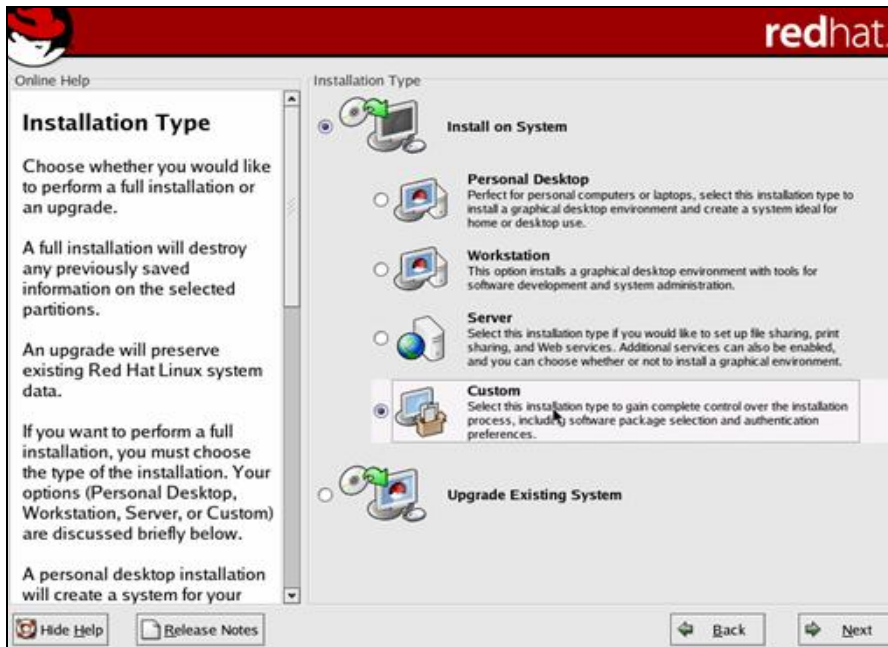 redhat.
Online Help
Installation Type
Choose whether you would like
to perform a full installation or
an upgrade.
A full installation will destroy
any previously saved
information on the selected
partitions.
An upgrade will preserve
existing Red Hat Linux system
data.
If you want to perform a full
installation, you must choose
the type of the installation. Your
options (Personal Desktop,
Workstation, Server, or Custom)
are discussed briefly below.
A personal desktop installation
will create a system for your
Installation Type
Install on System
Personal Desktop
Perfect for personal computers or laptops, select this installation type to
install a graphical desktop environment and create a system ideal for
home or desktop use.
Workstation
This option installs a graphical desktop environment with tools for
software development and system administration.
Server
Select this installation type if you would like to set up file sharing, print
sharing, and Web services. Additional services can also be enabled,
and you can choose whether or not to install a graphical environment.
Custom
Select this installation type to gain complete control over the installation
process, including software package selection and authentication
preferences.
Upgrade Existing System
Hide Help
Release Notes
Back
Next